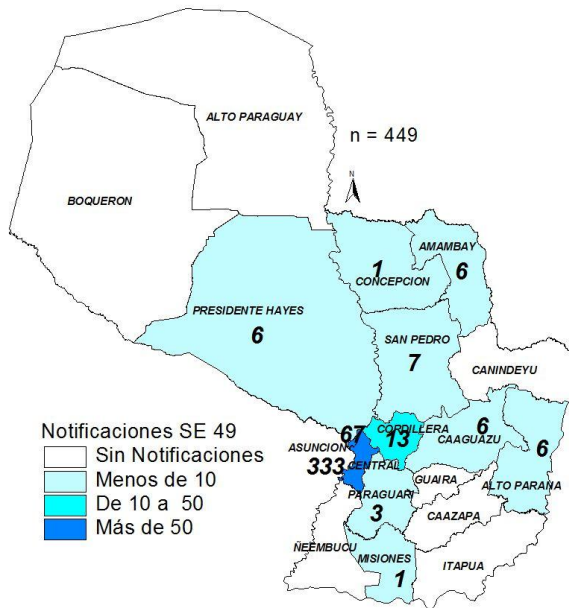 ALTO PARAGUAY
n = 449
N
BOQUERON
AMAMBAY
6
1
CONCEPCION
PRESIDENTE HAYES
6
SAN PEDRO
7
CANINDEYU
67
CORDILLERA
13
6
CAAGUAZU
6
ASUNCION
333
CENTRAL
GUAIRA
ALTO PARANA
PARAGUARI
3
CAAZAPA
ÑEEMBUCU
MISIONES
1
ITAPUA
Notificaciones SE 49
Sin Notificaciones
Menos de 10
De 10 a 50
Más de 50